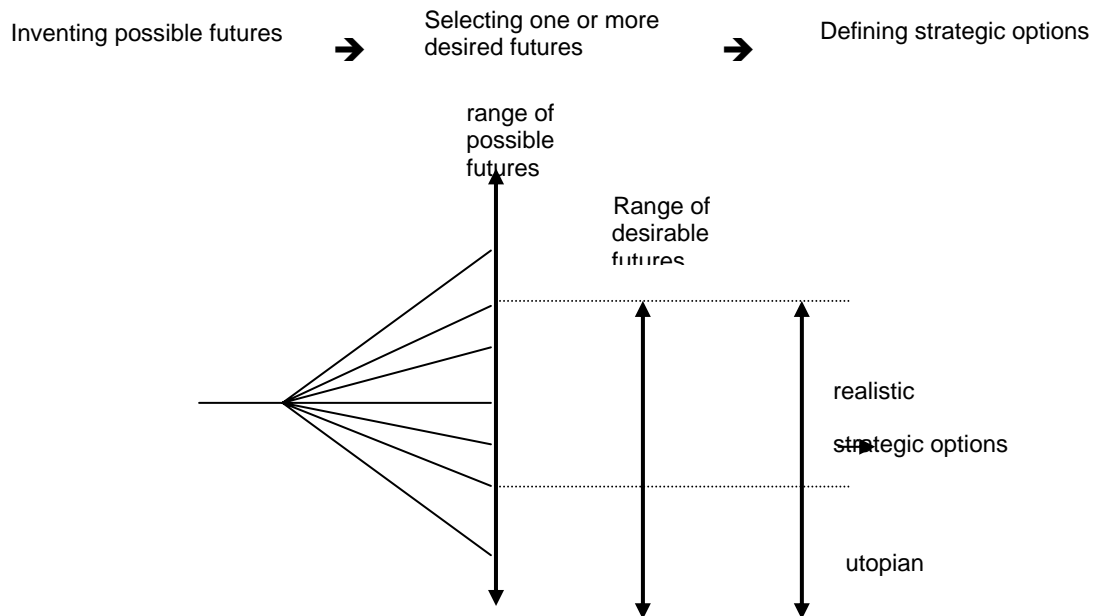 Inventing possible futures
➔
Selecting one or more
desired futures
➔
Defining strategic options
range of
possible
futures
Range of
desirable
futures
realistic
strategic options
utopian